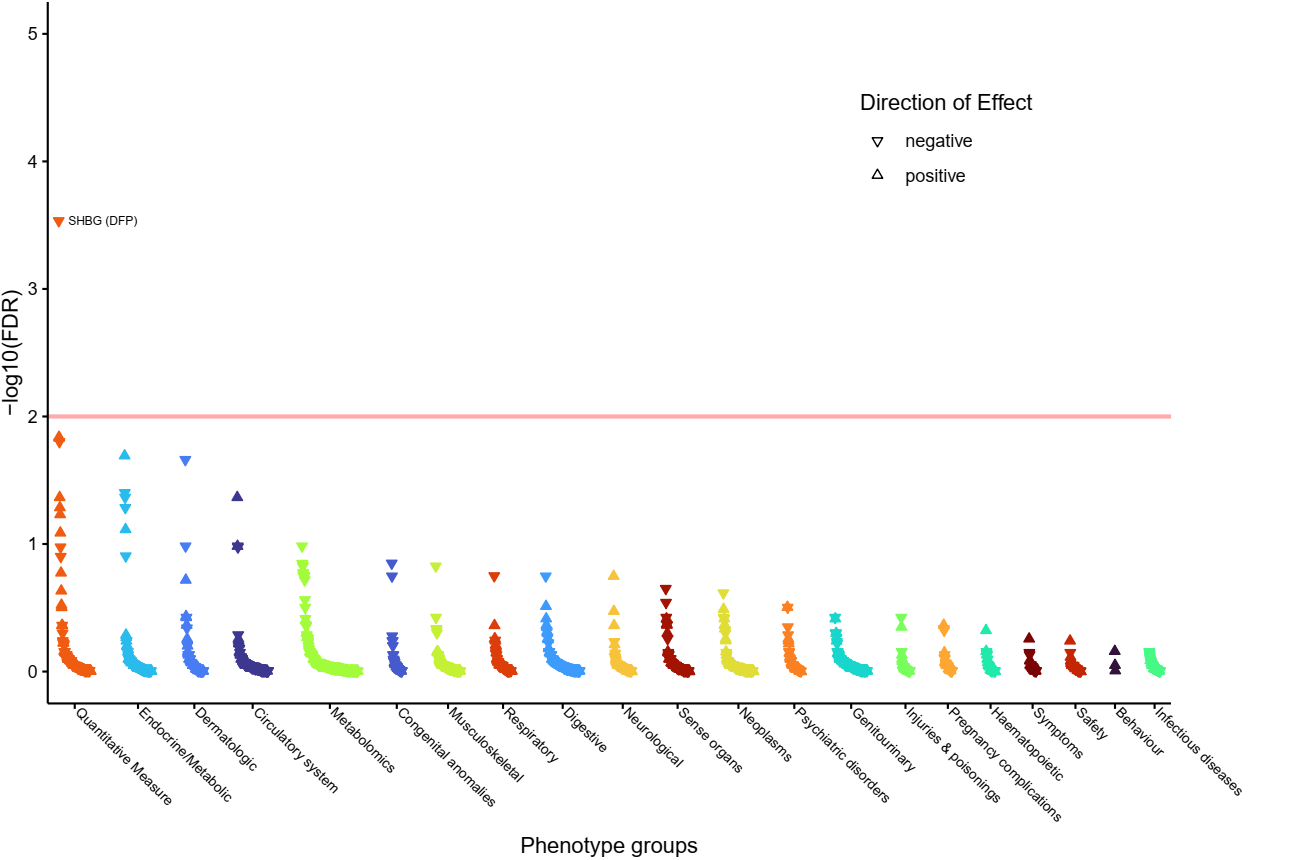 5
Direction of Effect
negative
4
positive
SHBG (DFP)
3
−log10(FDR)
2
1
0
Quantitative Measure
Endocrine/Metabolic
Dermatologic
Circulatory system
Metabolomics
Congenital anomalies
Musculoskeletal
Respiratory
Digestive
Neurological
Sense organs
Neoplasms
Psychiatric disorders
Genitourinary
Injuries & poisonings
Pregnancy complications
Haematopoietic
Symptoms
Safety
Behaviour
Infectious diseases
Phenotype groups